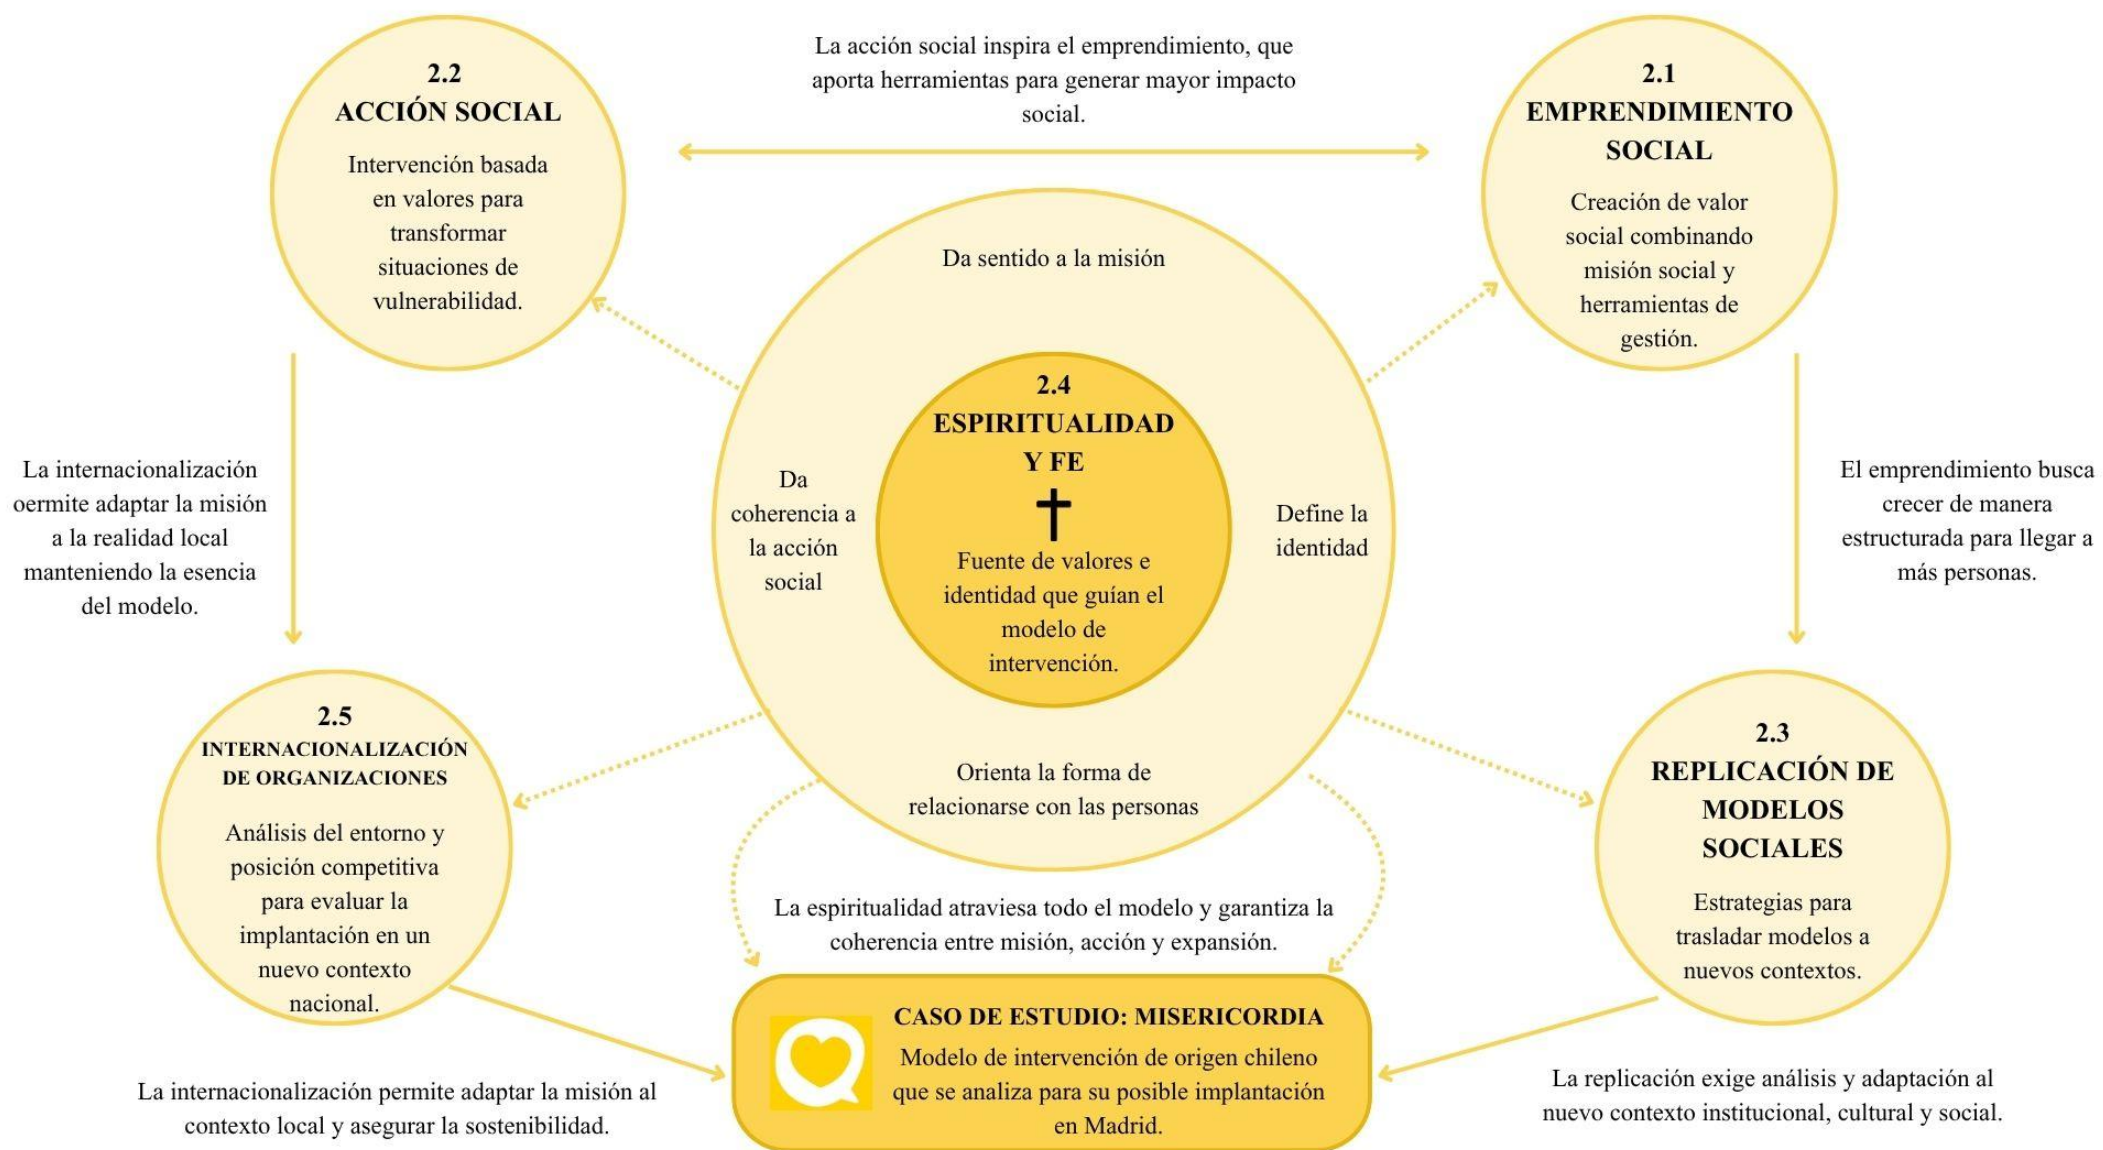 2.2
ACCIÓN SOCIAL
Intervención basada
en valores para
transformar
situaciones de
vulnerabilidad.
La acción social inspira el emprendimiento, que
aporta herramientas para generar mayor impacto
social.
2.1
EMPRENDIMIENTO
SOCIAL
Creación de valor
social combinando
misión social y
herramientas de
gestión.
Da sentido a la misión
2.4
ESPIRITUALIDAD
Y FE
Fuente de valores e
identidad que guían el
modelo de
intervención.
Da
coherencia a
la acción
social
Define la
identidad
Orienta la forma de
relacionarse con las personas
La internacionalización
oermite adaptar la misión
a la realidad local
manteniendo la esencia
del modelo.
El emprendimiento busca
crecer de manera
estructurada para llegar a
más personas.
2.5
INTERNACIONALIZACIÓN
DE ORGANIZACIONES
Análisis del entorno y
posición competitiva
para evaluar la
implantación en un
nuevo contexto
nacional.
2.3
REPLICACIÓN DE
MODELOS
SOCIALES
Estrategias para
trasladar modelos a
nuevos contextos.
La espiritualidad atraviesa todo el modelo y garantiza la
coherencia entre misión, acción y expansión.
CASO DE ESTUDIO: MISERICORDIA
Modelo de intervención de origen chileno
que se analiza para su posible implantación
en Madrid.
La internacionalización permite adaptar la misión al
contexto local y asegurar la sostenibilidad.
La replicación exige análisis y adaptación al
nuevo contexto institucional, cultural y social.